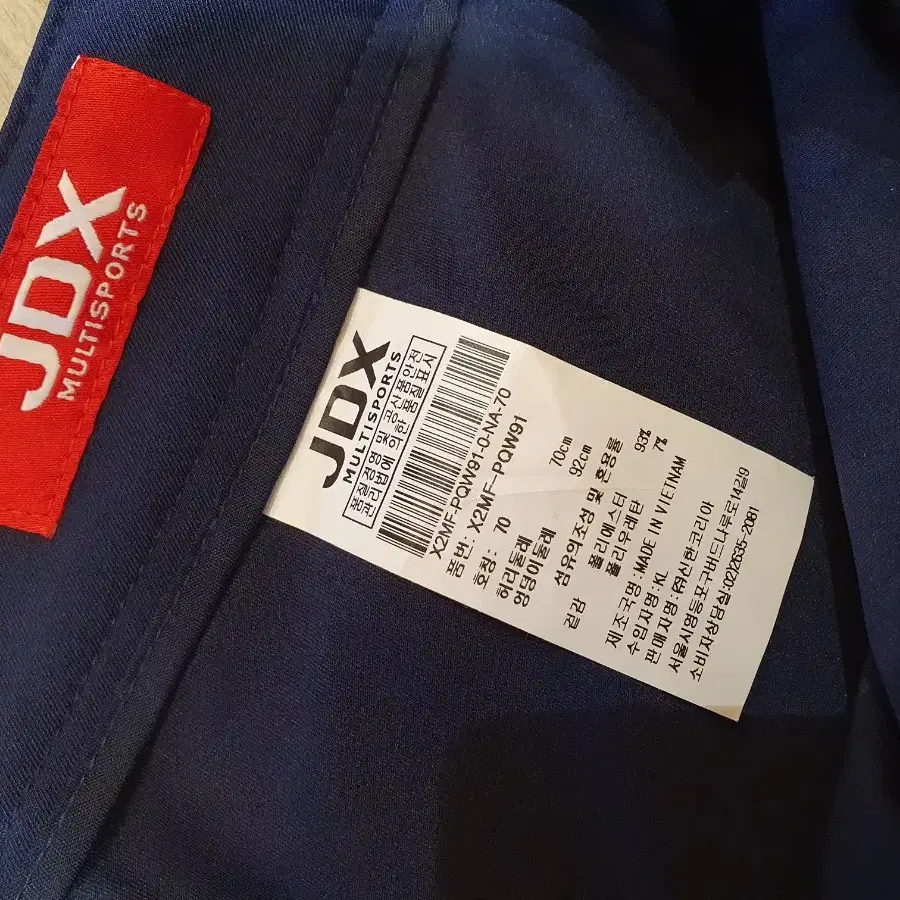 JDX
MULTISPORTS
JDX
MULTISPORTS
품질경영 및 공산품안전
관리법에 의한 품질표시
X2MF-PQW91-0-NA-70
품번: X2MF-PQW91
호칭: 70
허리둘레 70cm
엉덩이둘레 92cm
섬유의조성 및 혼용률
겉감 폴리에스터 93%
폴리우레탄 7%
제조국명:MADE IN VIETNAM
수입자명:KL
판매자명:㈜신한코리아
서울시영등포구버드나루로14길9
소비자상담실:02)2635-2081